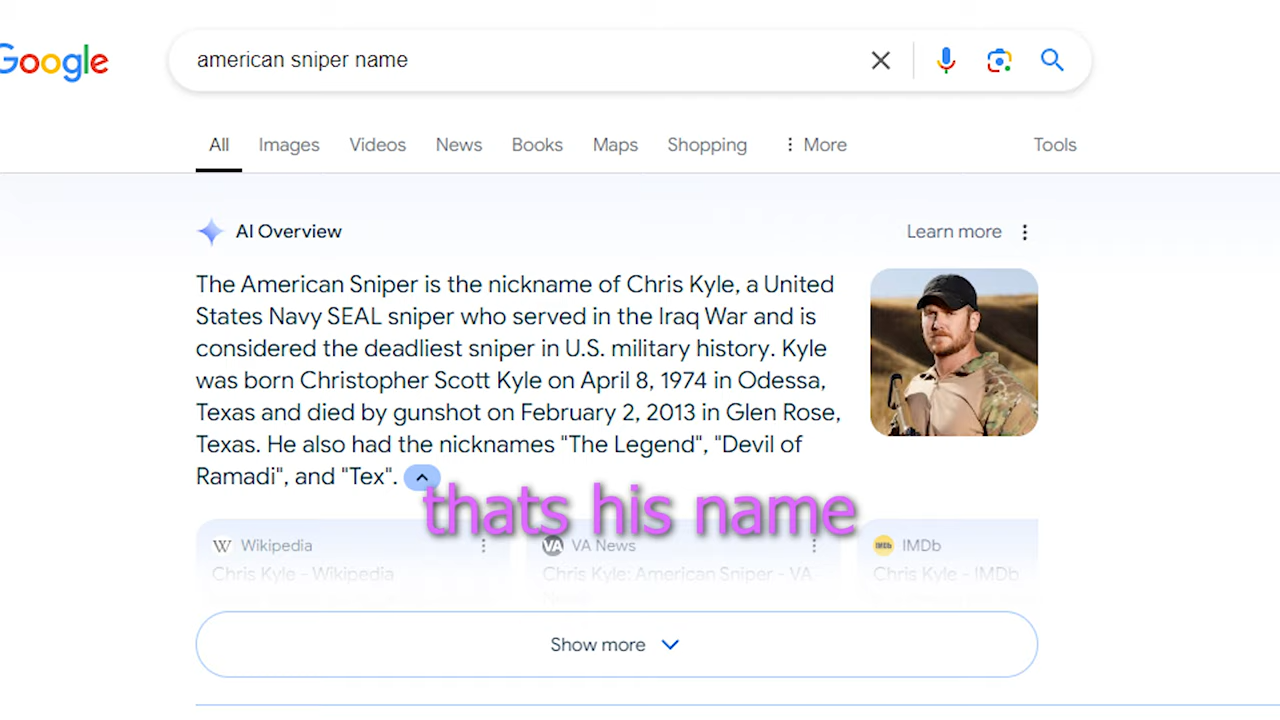 Google
american sniper name
All Images Videos News Books Maps Shopping More Tools
AI Overview Learn more
The American Sniper is the nickname of Chris Kyle, a United
States Navy SEAL sniper who served in the Iraq War and is
considered the deadliest sniper in U.S. military history. Kyle
was born Christopher Scott Kyle on April 8, 1974 in Odessa,
Texas and died by gunshot on February 2, 2013 in Glen Rose,
Texas. He also had the nicknames "The Legend", "Devil of
Ramadi", and "Tex".
thats his name
W Wikipedia VA VA News IMDb IMDb
Chris Kyle - Wikipedia Chris Kyle: American Sniper - VA Chris Kyle - IMDb
Show more